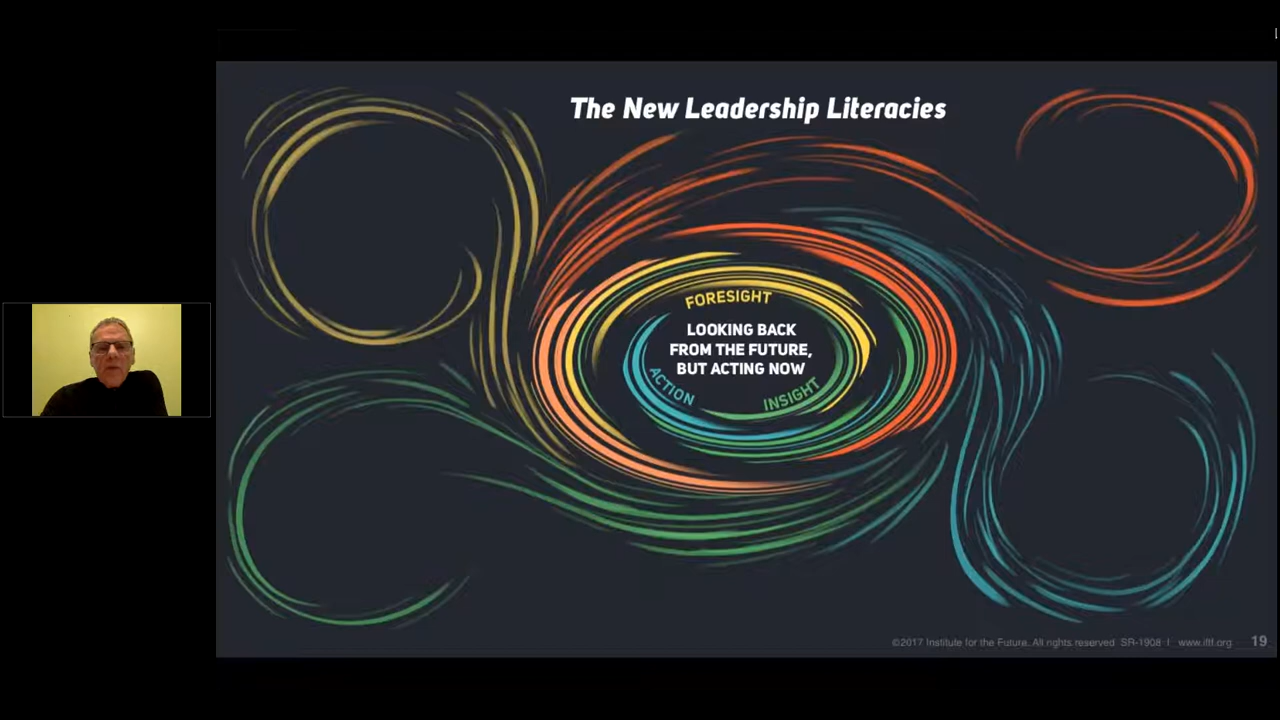 The New Leadership Literacies
FORESIGHT
LOOKING BACK
FROM THE FUTURE,
BUT ACTING NOW
ACTION
INSIGHT
©2017 Institute for the Future. All rights reserved SR-1908 | www.iftf.org 19